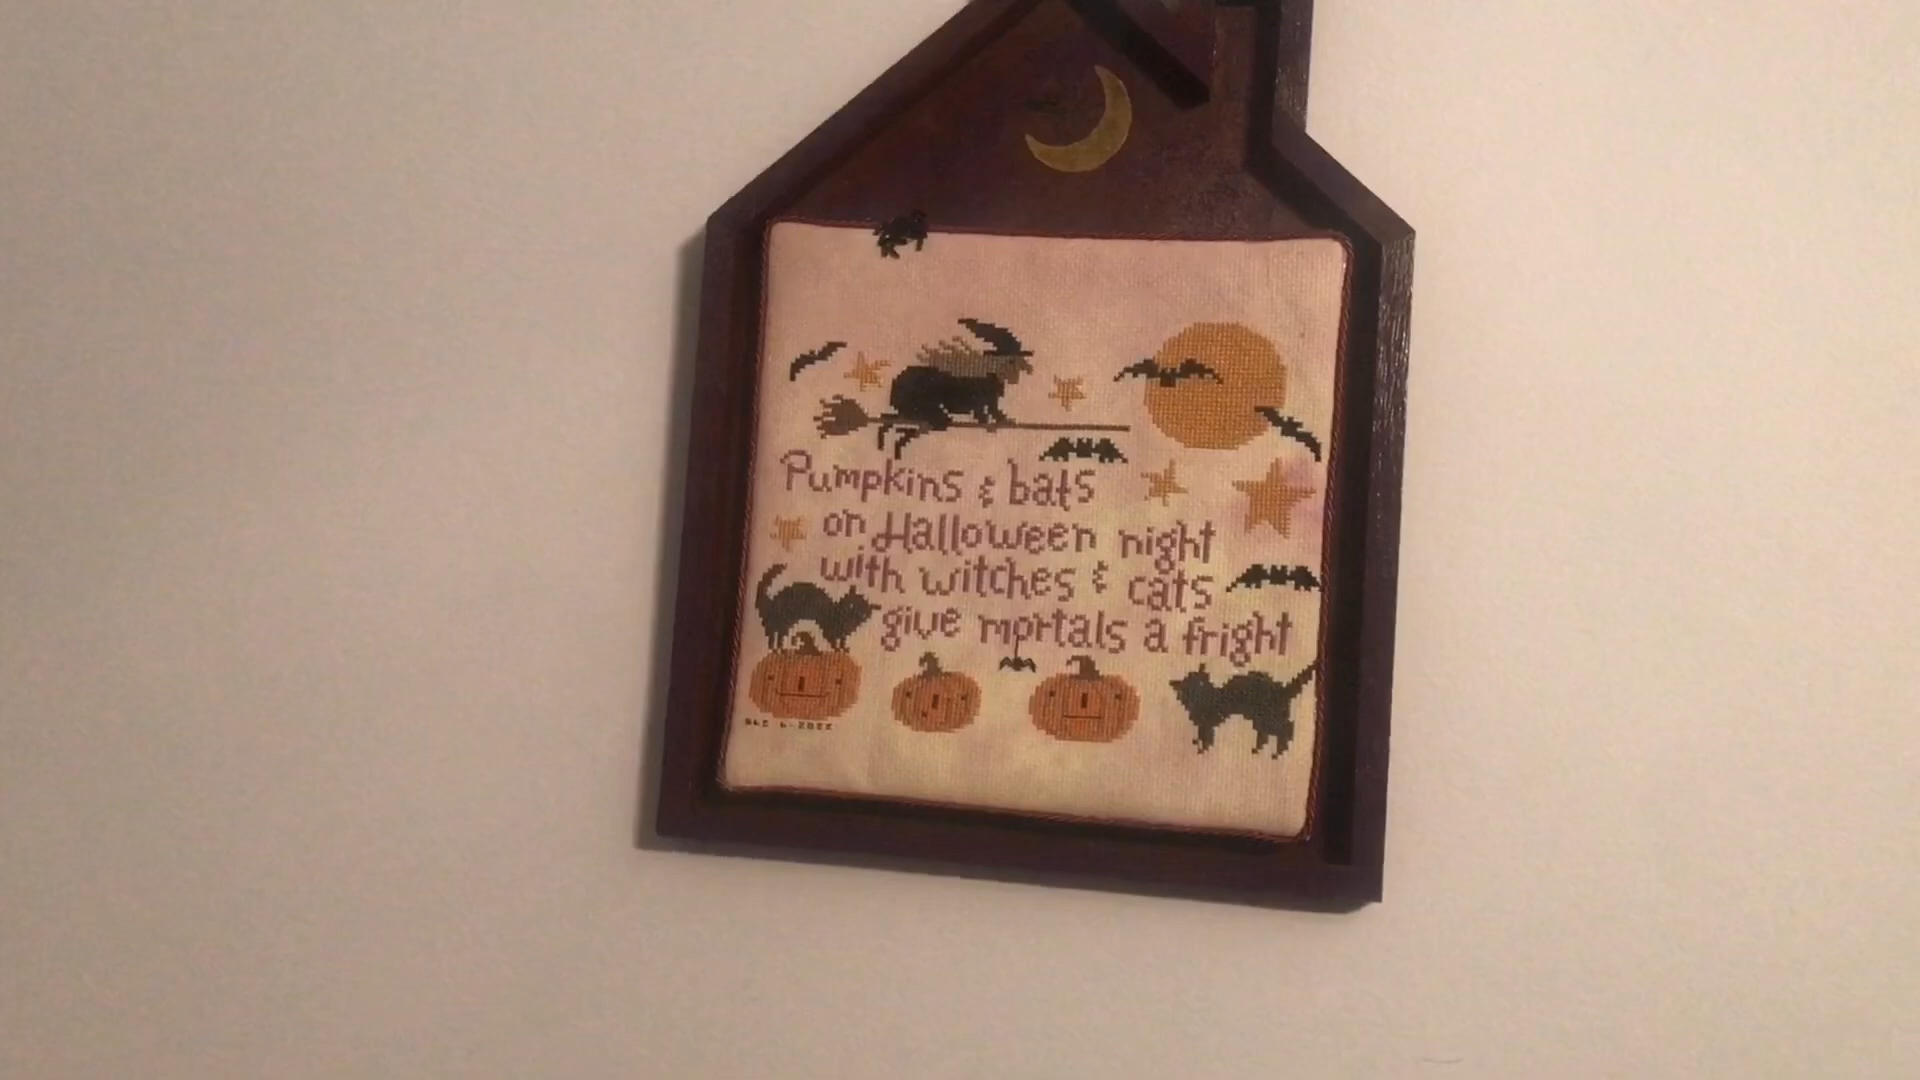 Pumpkins & bats
on Halloween night
with witches & cats
give mortals a fright